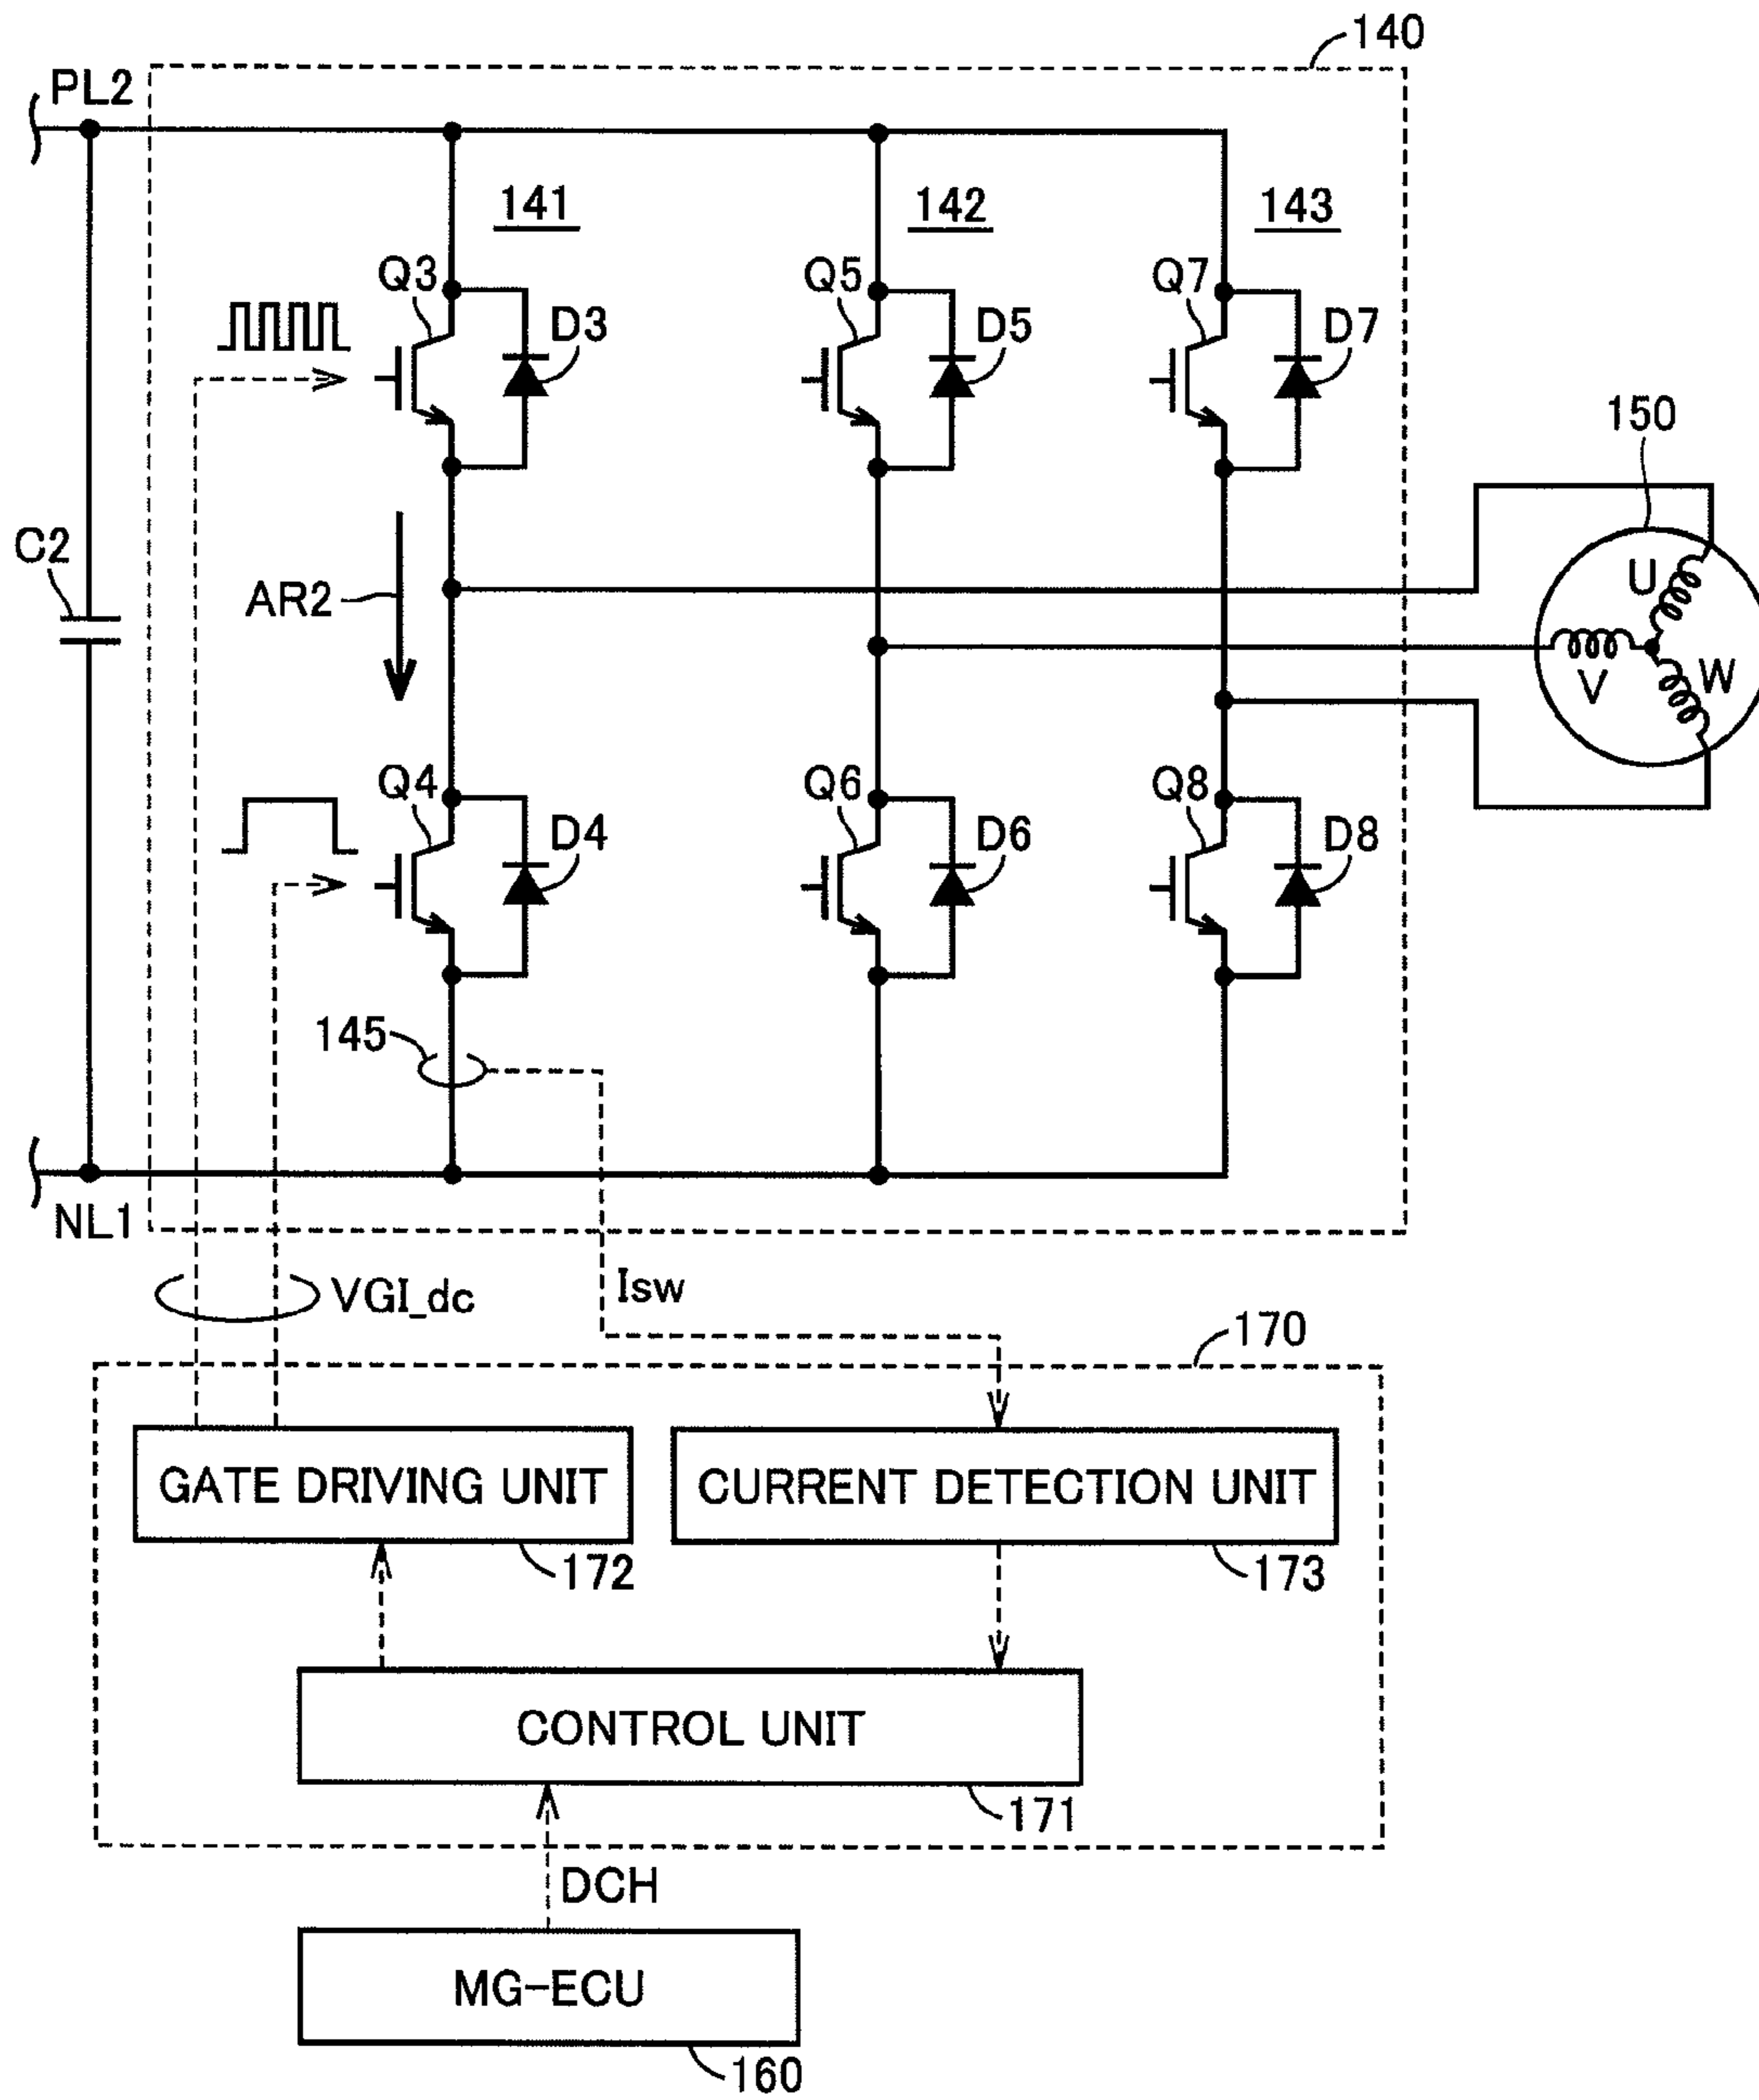 140
PL2
141
142
143
Q3
D3
Q5
D5
Q7
D7
150
C2
AR2
U
V
W
Q4
D4
Q6
D6
Q8
D8
145
NL1
VGI_dc
Isw
170
GATE DRIVING UNIT
CURRENT DETECTION UNIT
172
173
CONTROL UNIT
171
DCH
MG-ECU
160